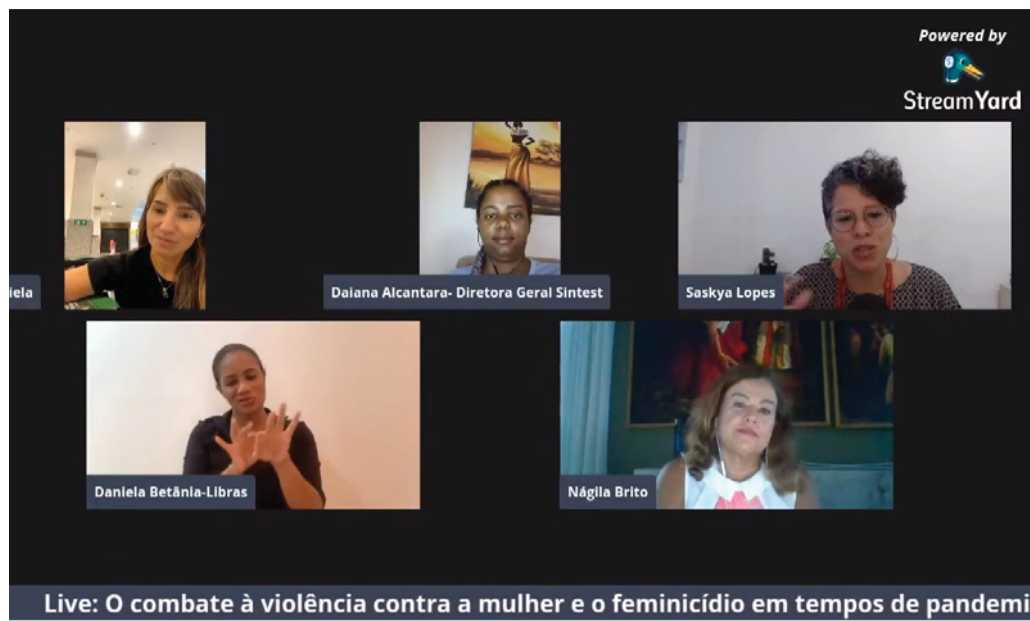 Powered by
StreamYard
iela
Daiana Alcantara- Diretora Geral Sintest
Saskya Lopes
Daniela Betânia-Libras
Nágila Brito
Live: O combate à violência contra a mulher e o feminicídio em tempos de pandemi